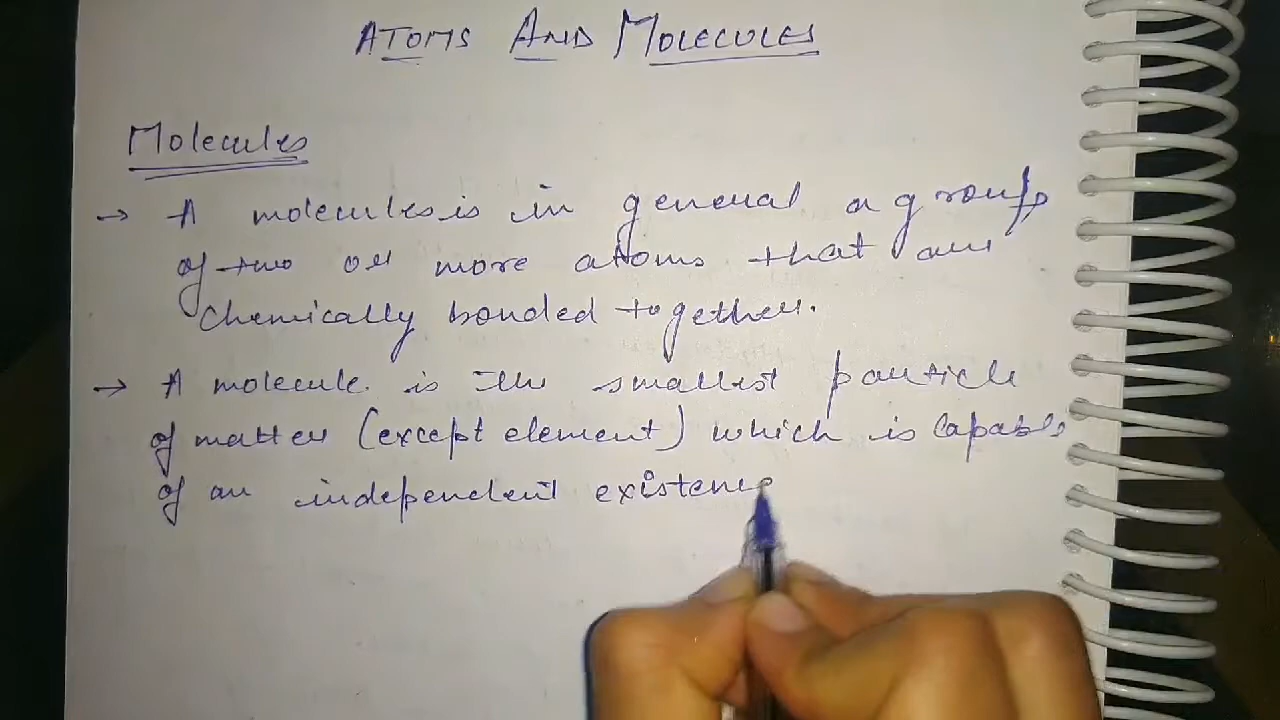 ATOMS AND MOLECULES
Molecules
→ A molecules is in general a group
of two or more atoms that are
chemically bonded together.
→ A molecule. is the smallest particle
of matter (except element) which is capable
of an independent existence